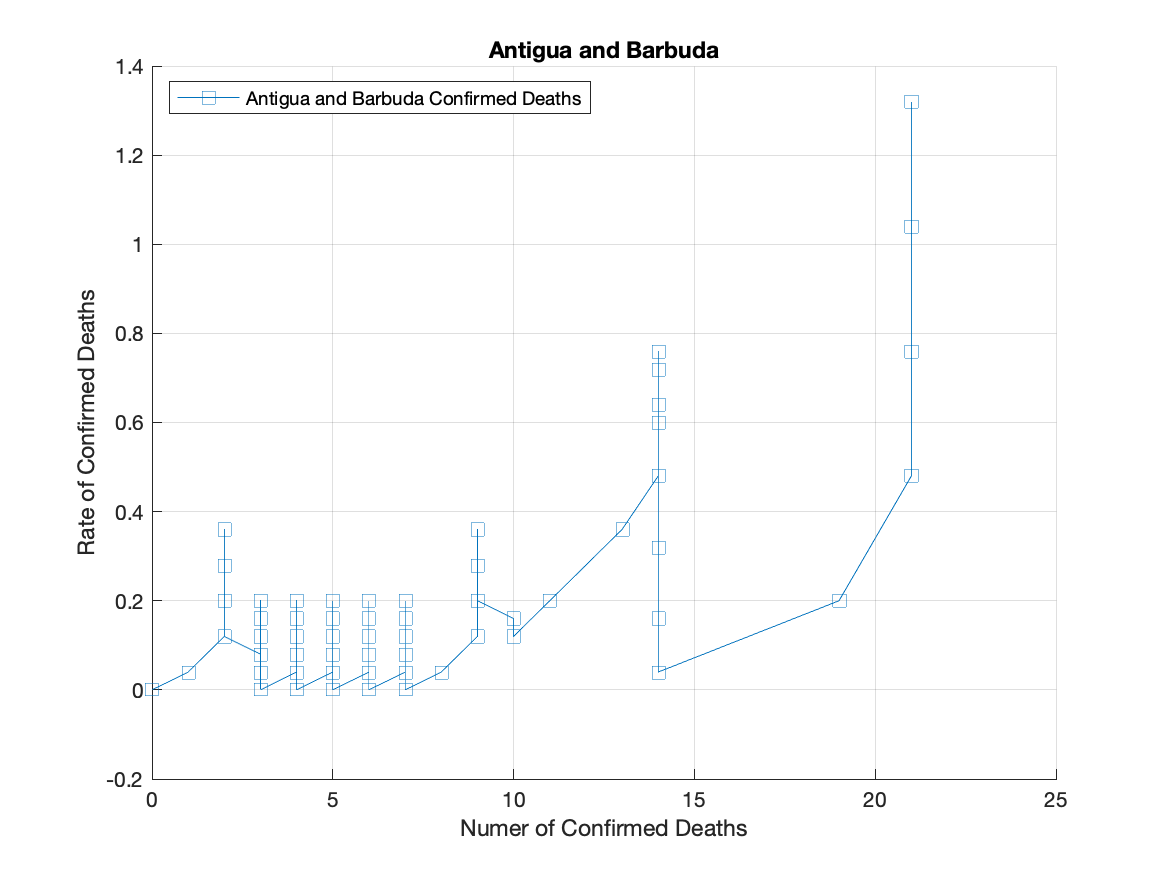 Antigua and Barbuda
Antigua and Barbuda Confirmed Deaths
Rate of Confirmed Deaths
1.4
1.2
1
0.8
0.6
0.4
0.2
0
-0.2
0 5 10 15 20 25
Numer of Confirmed Deaths